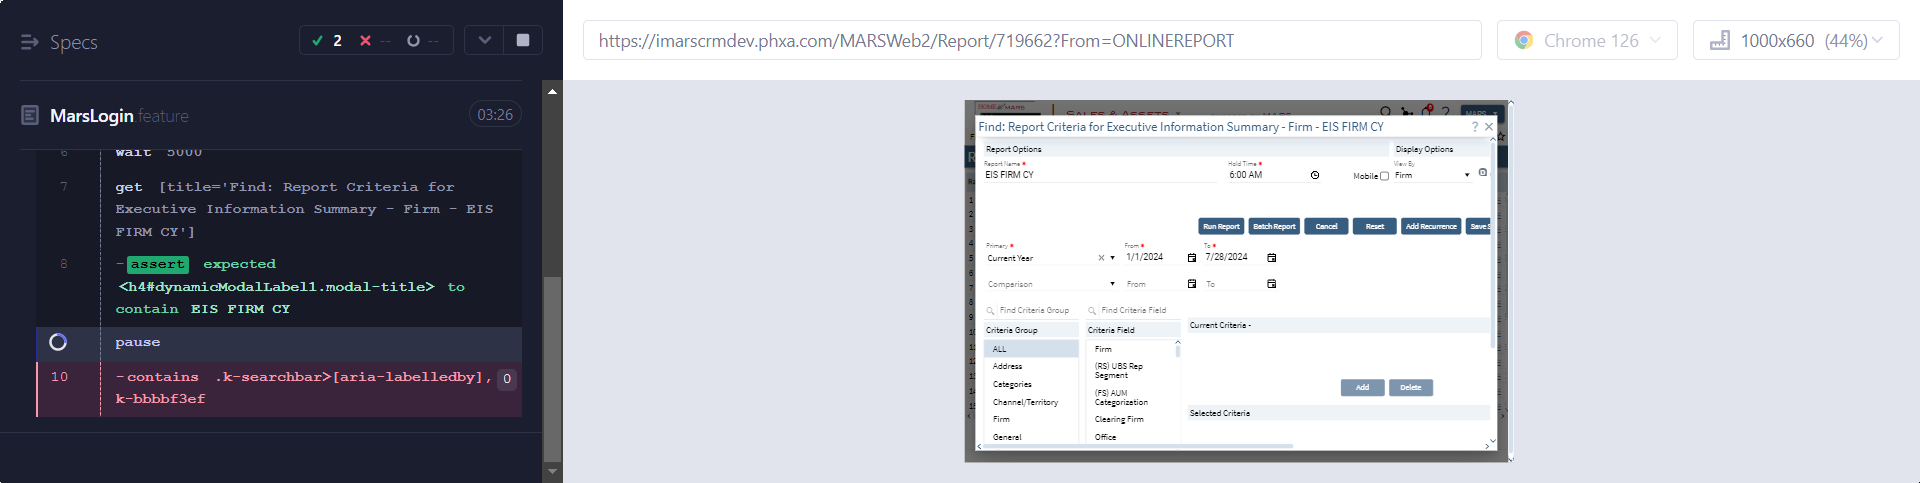 Specs
2
--
--
https://imarscrmdev.phxa.com/MARSWeb2/Report/719662?From=ONLINEREPORT
Chrome 126
1000x660 (44%)
MarsLogin.feature
03:26
6 wait 5000
7 get [title='Find: Report Criteria for
Executive Information Summary - Firm - EIS
FIRM CY']
8 -assert expected
<h4#dynamicModalLabel1.modal-title> to
contain EIS FIRM CY
pause
10 -contains .k-searchbar>[aria-labelledby],
k-bbbbf3ef
0
SALES & ASSETS
MARS
Find: Report Criteria for Executive Information Summary - Firm - EIS FIRM CY
? ×
Report Options
Display Options
Report Name *
Hold Time *
View By
EIS FIRM CY
6:00 AM
Mobile
Firm
Run Report
Batch Report
Cancel
Reset
Add Recurrence
Save S
Primary *
From *
To *
Current Year
1/1/2024
7/28/2024
Comparison
From
To
Find Criteria Group
Find Criteria Field
Criteria Group
Criteria Field
Current Criteria -
ALL
Address
Categories
Channel/Territory
Firm
General
Firm
(RS) UBS Rep
Segment
(FS) AUM
Categorization
Clearing Firm
Office
Add
Delete
Selected Criteria